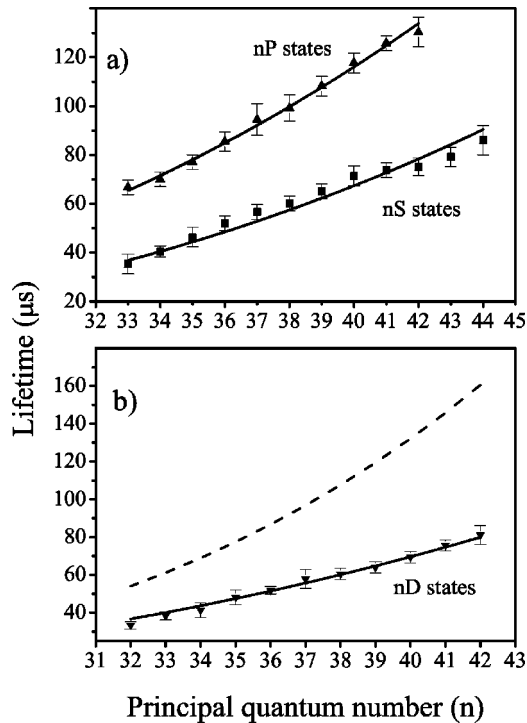 a)
nP states
nS states
120
100
80
60
40
20
32 33 34 35 36 37 38 39 40 41 42 43 44 45
Lifetime (μs)
b)
nD states
160
140
120
100
80
60
40
31 32 33 34 35 36 37 38 39 40 41 42 43
Principal quantum number (n)